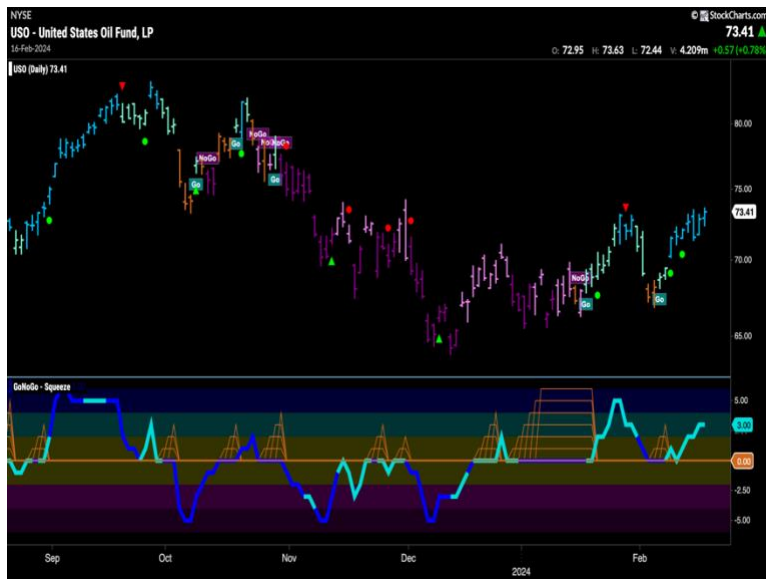 NYSE
© StockCharts.com
USO - United States Oil Fund, LP
73.41
16-Feb-2024
O: 72.95 H: 73.63 L: 72.44 V: 4.209m +0.57 (+0.78%)
USO (Daily) 73.41
80.00
NoGo
Go
NoGo
NoGo
NoGo
Go
Go
75.00
73.41
70.00
NoGo
Go
Go
65.00
GoNoGo - Squeeze
5.00
3.00
0.00
-2.50
-5.00
Sep Oct Nov Dec 2024 Feb